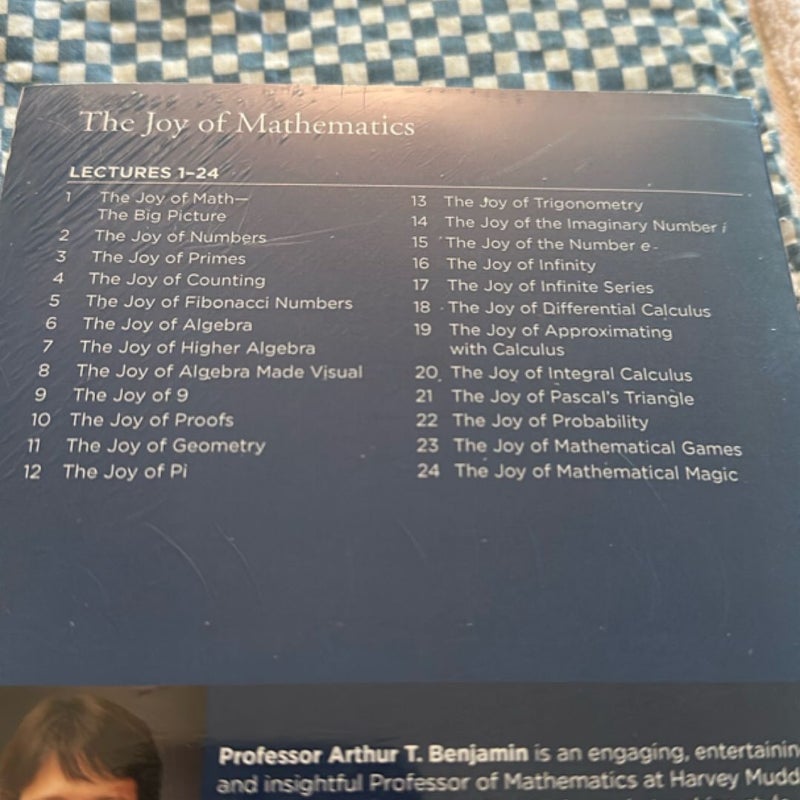 The Joy of Mathematics
LECTURES 1–24
1 The Joy of Math—
The Big Picture
2 The Joy of Numbers
3 The Joy of Primes
4 The Joy of Counting
5 The Joy of Fibonacci Numbers
6 The Joy of Algebra
7 The Joy of Higher Algebra
8 The Joy of Algebra Made Visual
9 The Joy of 9
10 The Joy of Proofs
11 The Joy of Geometry
12 The Joy of Pi
13 The Joy of Trigonometry
14 The Joy of the Imaginary Number i
15 The Joy of the Number e
16 The Joy of Infinity
17 The Joy of Infinite Series
18 The Joy of Differential Calculus
19 The Joy of Approximating
with Calculus
20 The Joy of Integral Calculus
21 The Joy of Pascal's Triangle
22 The Joy of Probability
23 The Joy of Mathematical Games
24 The Joy of Mathematical Magic
Professor Arthur T. Benjamin is an engaging, entertainin
and insightful Professor of Mathematics at Harvey Mudd